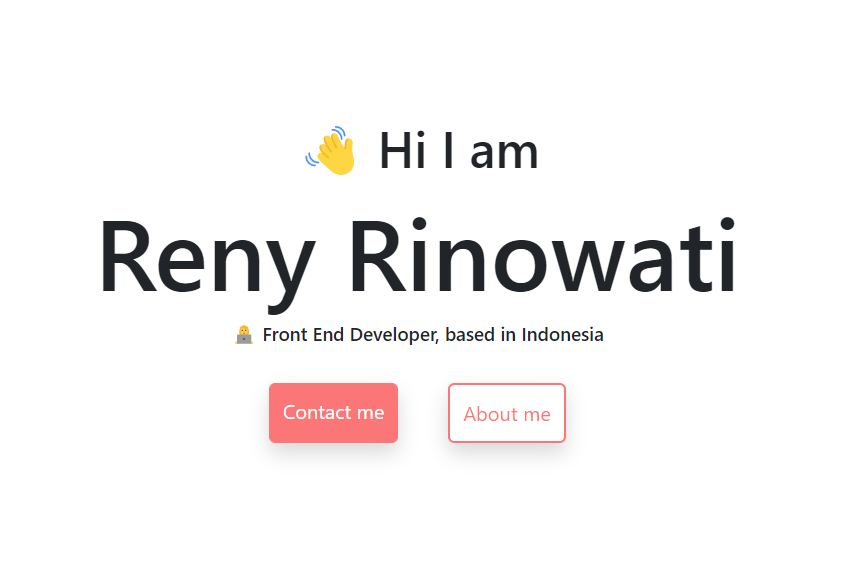 👋 Hi I am
Reny Rinowati
👩‍💻 Front End Developer, based in Indonesia
Contact me
About me